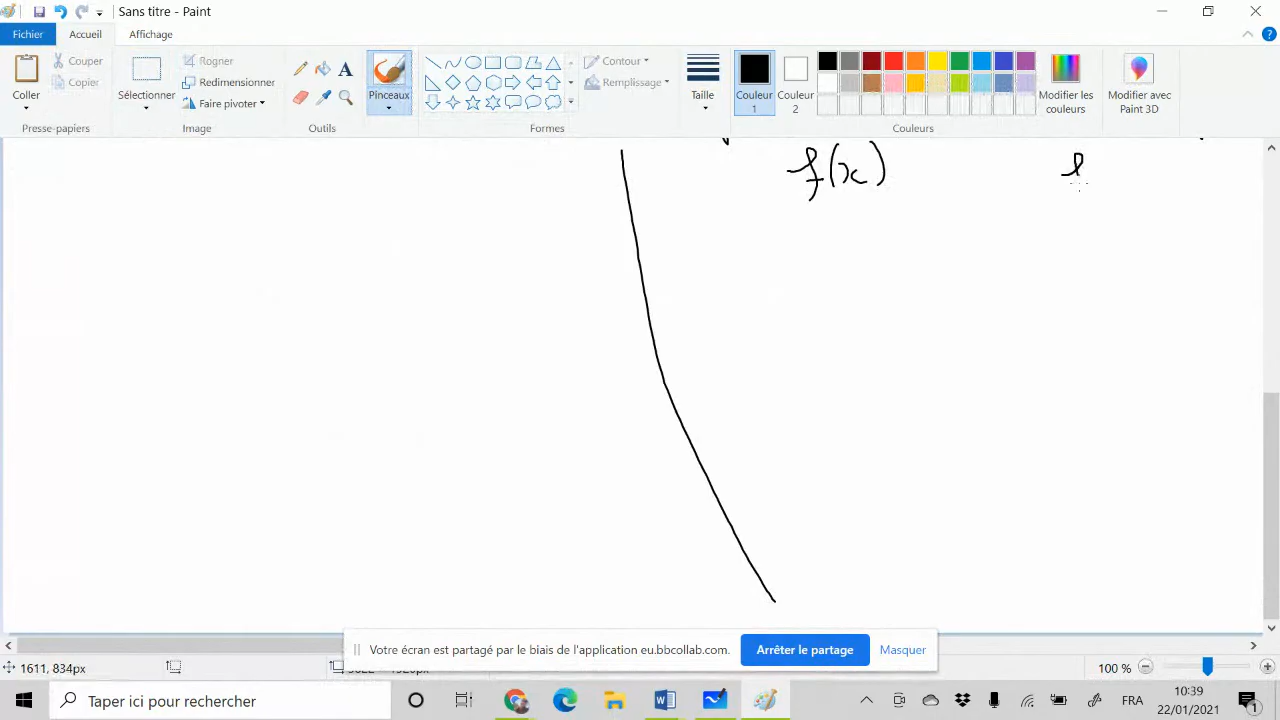 Sans titre - Paint
Fichier Accueil Affichage
Coller Couper Copier Presse-papiers
Sélectionner Rogner Redimensionner Faire pivoter Image
Outils
Pinceaux
Formes Contour Remplissage
Taille
Couleur 1 Couleur 2 Couleurs
Modifier les couleurs
Modifier avec Paint 3D
f(x)
Votre écran est partagé par le biais de l'application eu.bbcollab.com. Arrêter le partage Masquer
1611, 834px 100 %
Taper ici pour rechercher FRA 10:39
22/01/2021